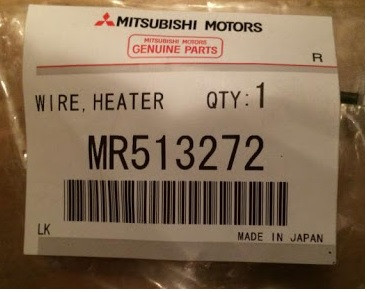 MITSUBISHI MOTORS
MITSUBISHI MOTORS
GENUINE PARTS
R
WIRE, HEATER QTY: 1
MR513272
LK
MADE IN JAPAN